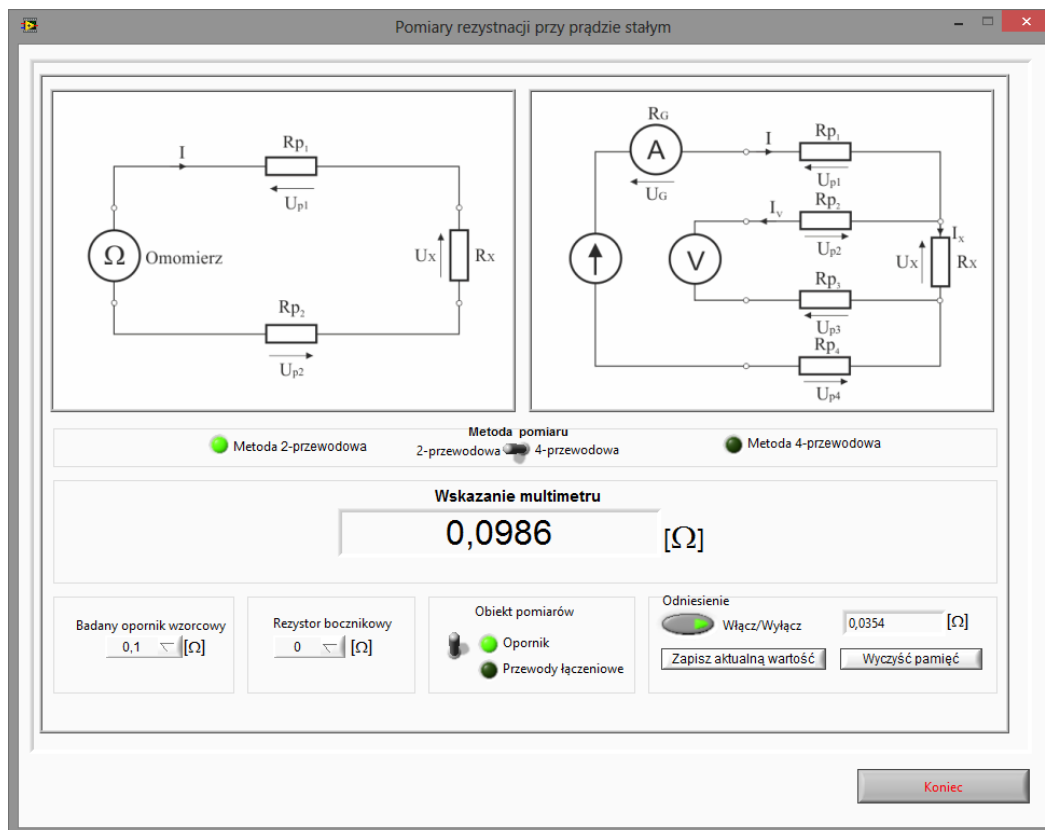 Pomiary rezystnacji przy prądzie stałym
I
Rp1
Up1
Ω Omomierz
Ux Rx
Rp2
Up2
RG
A
I
Rp1
UG
Up1
Iv
Rp2
Up2
V
Ix
Ux Rx
Rp3
Up3
Rp4
Up4
Metoda 2-przewodowa
Metoda pomiaru
2-przewodowa 4-przewodowa
Metoda 4-przewodowa
Wskazanie multimetru
0,0986 [Ω]
Badany opornik wzorcowy
0,1 [Ω]
Rezystor bocznikowy
0 [Ω]
Obiekt pomiarów
Opornik
Przewody łączeniowe
Odniesienie
Włącz/Wyłącz 0,0354 [Ω]
Zapisz aktualną wartość Wyczyść pamięć
Koniec